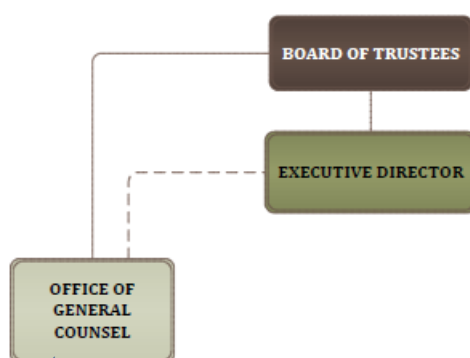 BOARD OF TRUSTEES
EXECUTIVE DIRECTOR
OFFICE OF
GENERAL
COUNSEL